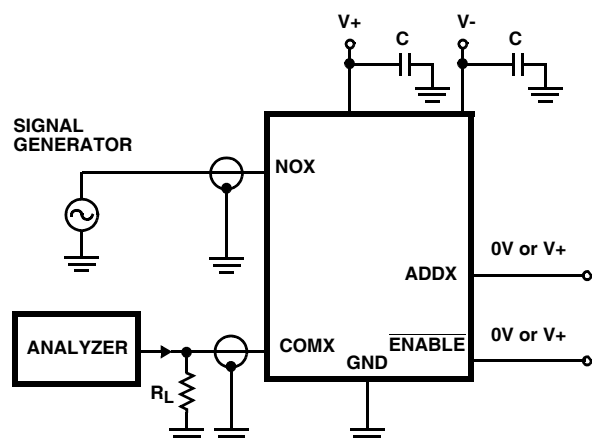 V+
V-
C
C
SIGNAL
GENERATOR
NOX
0V or V+
ADDX
0V or V+
ANALYZER
COMX
ENABLE
GND
RL